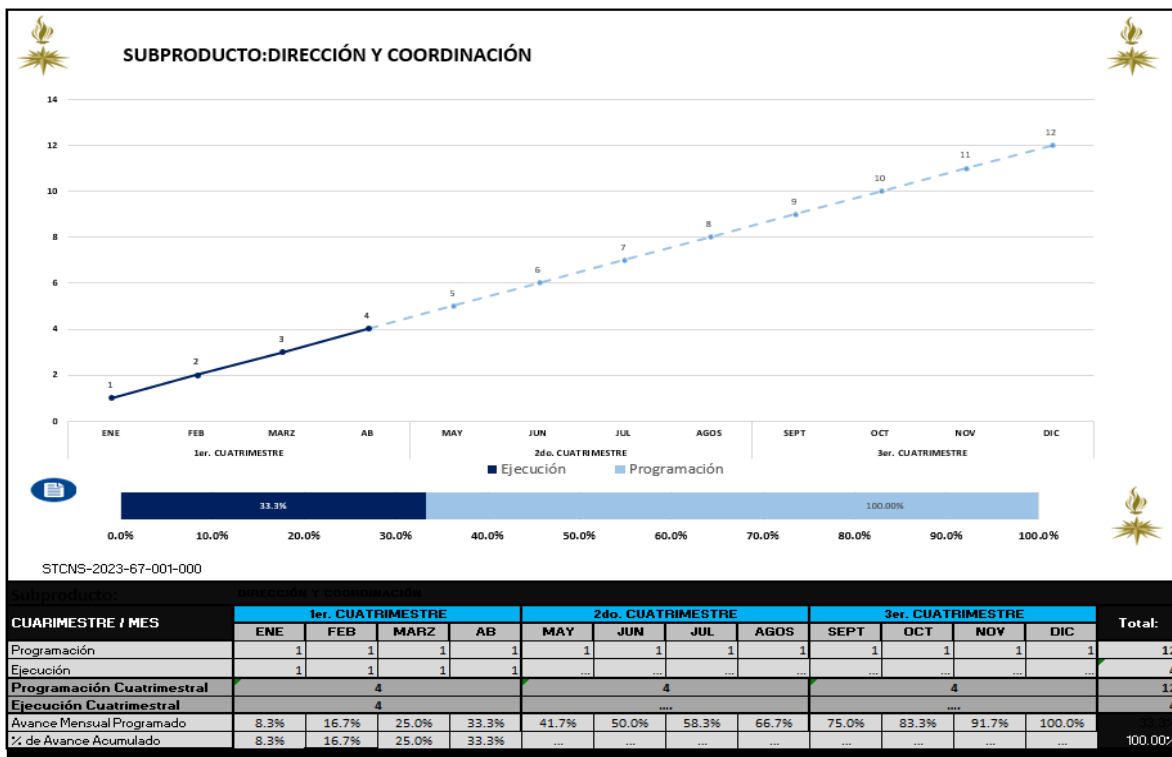 SUBPRODUCTO:DIRECCIÓN Y COORDINACIÓN
14
12
10
8
6
4
2
0
1
2
3
4
5
6
7
8
9
10
11
12
ENE FEB MARZ AB MAY JUN JUL AGOS SEPT OCT NOV DIC
1er. CUATRIMESTRE 2do. CUATRIMESTRE 3er. CUATRIMESTRE
Ejecución Programación
33.3% 100.00%
0.0% 10.0% 20.0% 30.0% 40.0% 50.0% 60.0% 70.0% 80.0% 90.0% 100.0%
STCNS-2023-67-001-000
Subproducto: DIRECCIÓN Y COORDINACIÓN
CUARIMESTRE / MES 1er. CUATRIMESTRE 2do. CUATRIMESTRE 3er. CUATRIMESTRE Total:
ENE FEB MARZ AB MAY JUN JUL AGOS SEPT OCT NOV DIC
Programación 1 1 1 1 1 1 1 1 1 1 1 1 12
Ejecución 1 1 1 1 ... ... ... ... ... ... ... ... 4
Programación Cuatrimestral 4 4 4 12
Ejecución Cuatrimestral 4 .... .... 4
Avance Mensual Programado 8.3% 16.7% 25.0% 33.3% 41.7% 50.0% 58.3% 66.7% 75.0% 83.3% 91.7% 100.0% 33.3%
% de Avance Acumulado 8.3% 16.7% 25.0% 33.3% ... ... ... ... ... ... ... ... 100.00%